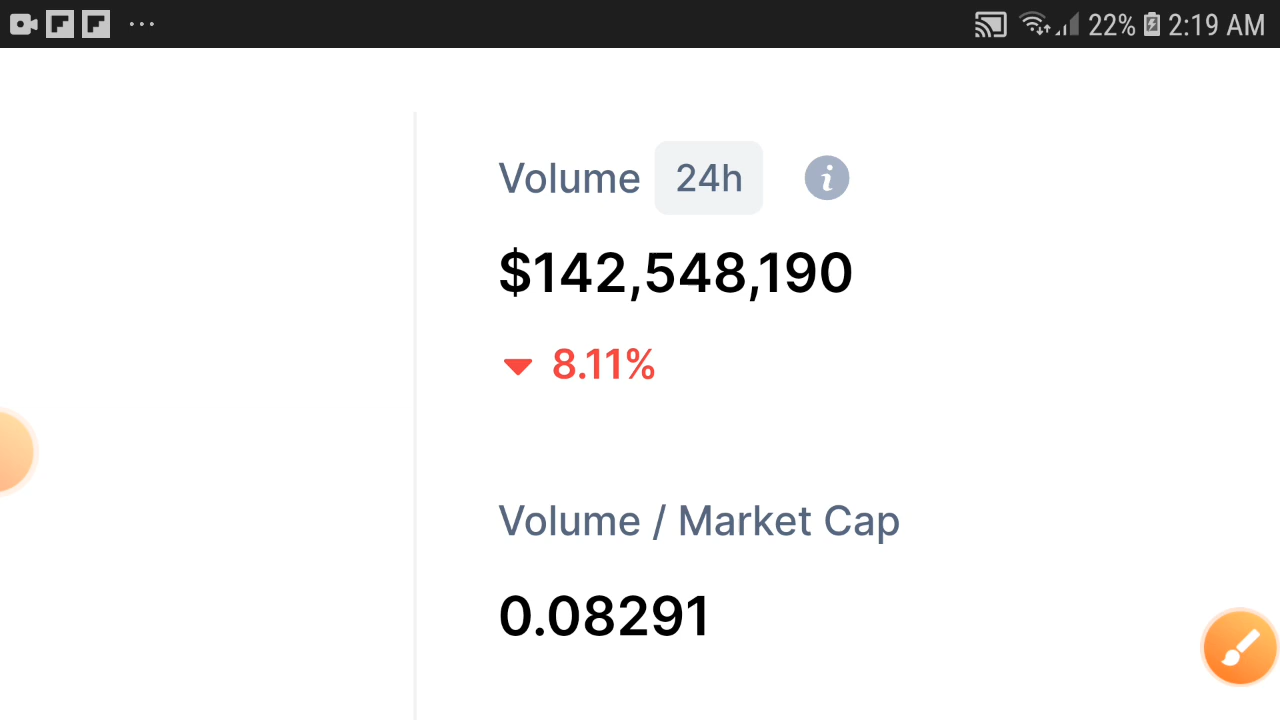 22% 2:19 AM
Volume 24h i
$142,548,190
8.11%
Volume / Market Cap
0.08291